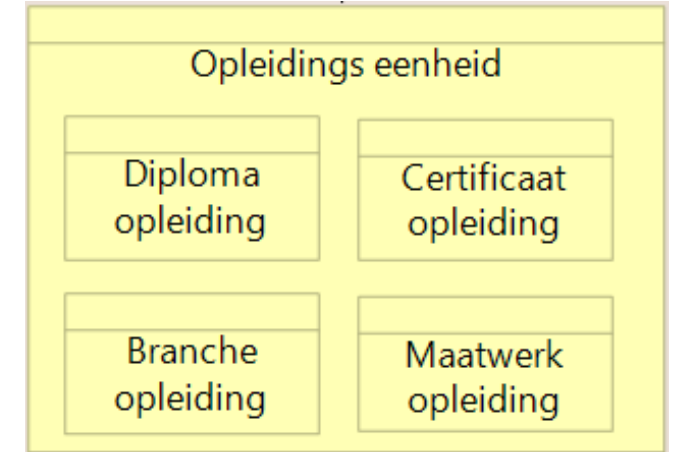 Opleidings eenheid
Diploma
opleiding
Certificaat
opleiding
Branche
opleiding
Maatwerk
opleiding